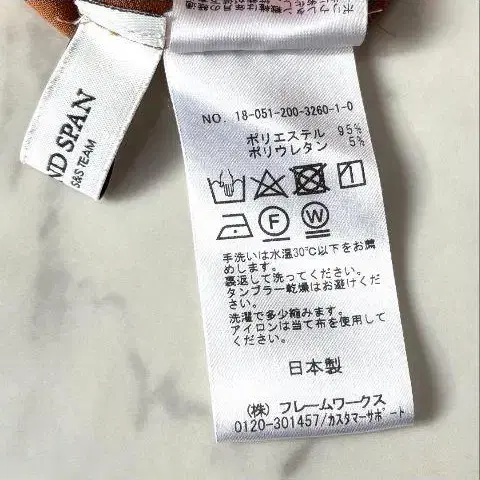 ND SPAN
S&S TEAM
NO. 18-051-200-3260-1-0
ポリエステル 95%
ポリウレタン 5%
手洗いは水温30℃以下をお薦
めします。
裏返して洗ってください。
タンブラー乾燥はお避けくだ
さい。
洗濯で多少縮みます。
アイロンは当て布を使用して
ください。
日本製
(株) フレームワークス
0120-301457/カスタマーサポート